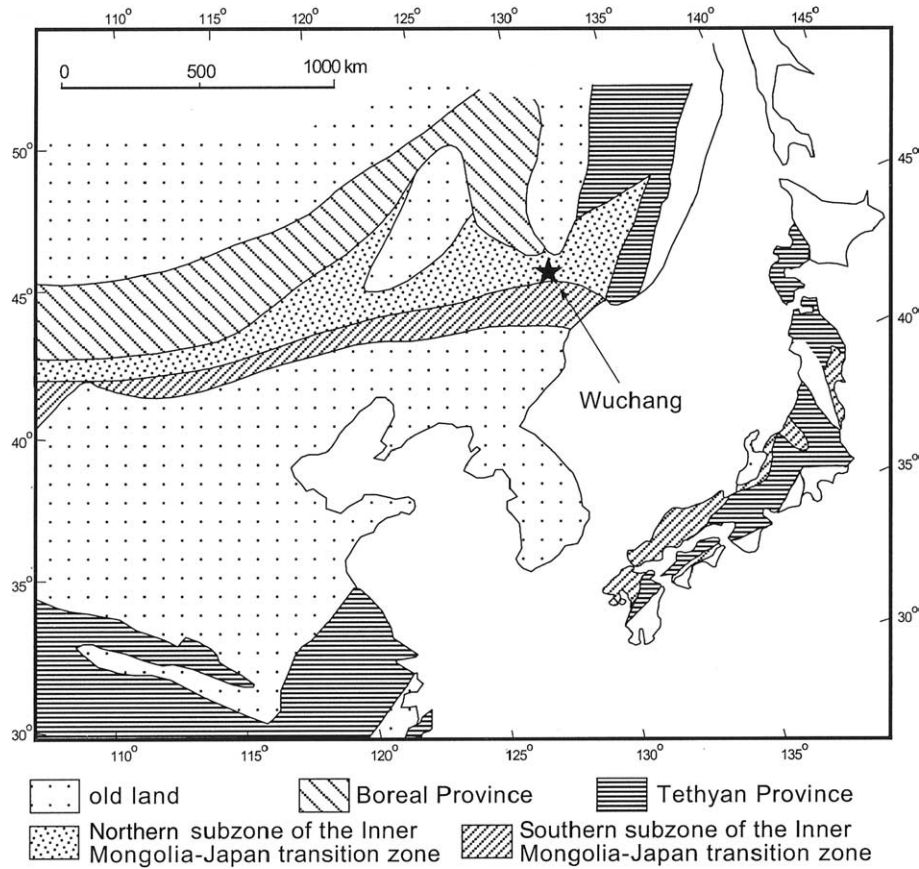 110° 115° 120° 125° 130° 135° 140° 145°
0 500 1000 km
50° 45°
45° 40°
Wuchang
40° 35°
35° 30°
30°
110° 115° 120° 125° 130° 135°
old land Boreal Province Tethyan Province
Northern subzone of the Inner Mongolia-Japan transition zone
Southern subzone of the Inner Mongolia-Japan transition zone